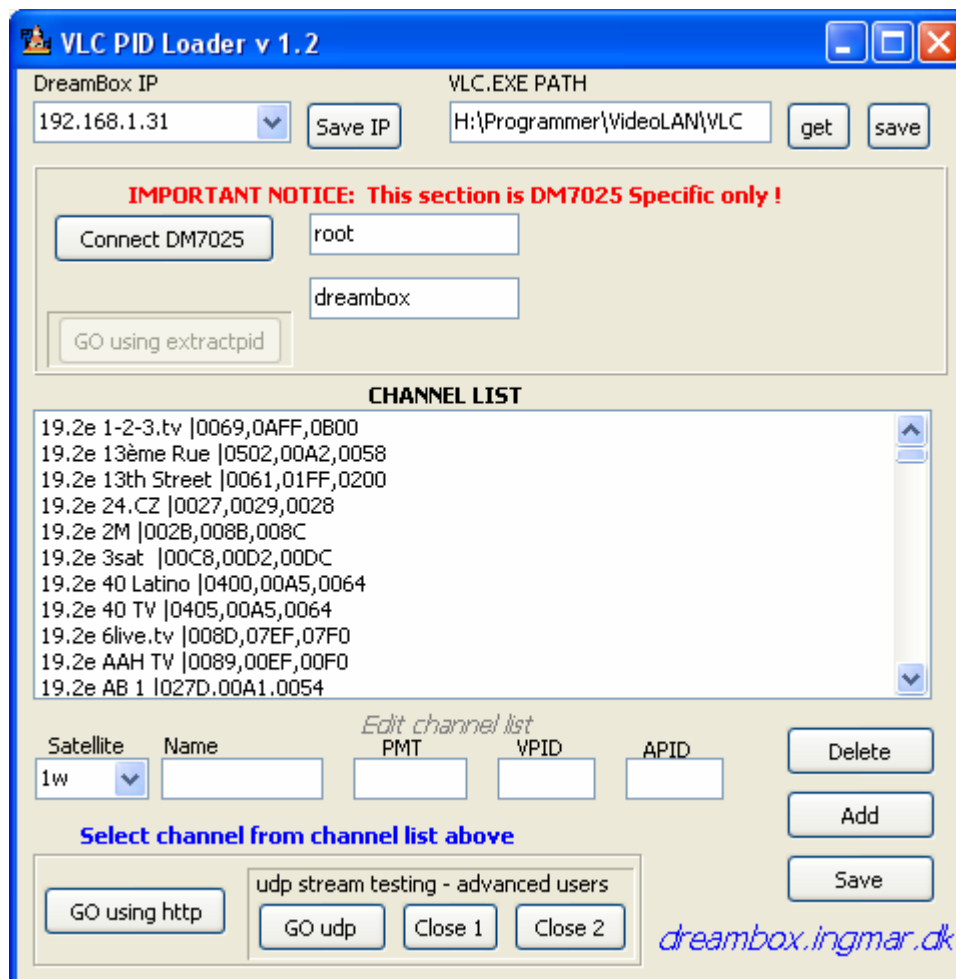 VLC PID Loader v 1.2
DreamBox IP
VLC.EXE PATH
192.168.1.31
Save IP
H:\Programmer\VideoLAN\VLC
get
save
IMPORTANT NOTICE: This section is DM7025 Specific only !
Connect DM7025
root
dreambox
GO using extractpid
CHANNEL LIST
19.2e 1-2-3.tv |0069,0AFF,0B00
19.2e 13ème Rue |0502,00A2,0058
19.2e 13th Street |0061,01FF,0200
19.2e 24.CZ |0027,0029,0028
19.2e 2M |002B,008B,008C
19.2e 3sat |00C8,00D2,00DC
19.2e 40 Latino |0400,00A5,0064
19.2e 40 TV |0405,00A5,0064
19.2e 6live.tv |008D,07EF,07F0
19.2e AAH TV |0089,00EF,00F0
19.2e AB 1 |027D,00A1,0054
Edit channel list
Satellite
Name
PMT
VPID
APID
1w
Delete
Add
Save
Select channel from channel list above
GO using http
udp stream testing - advanced users
GO udp
Close 1
Close 2
dreambox.ingmar.dk